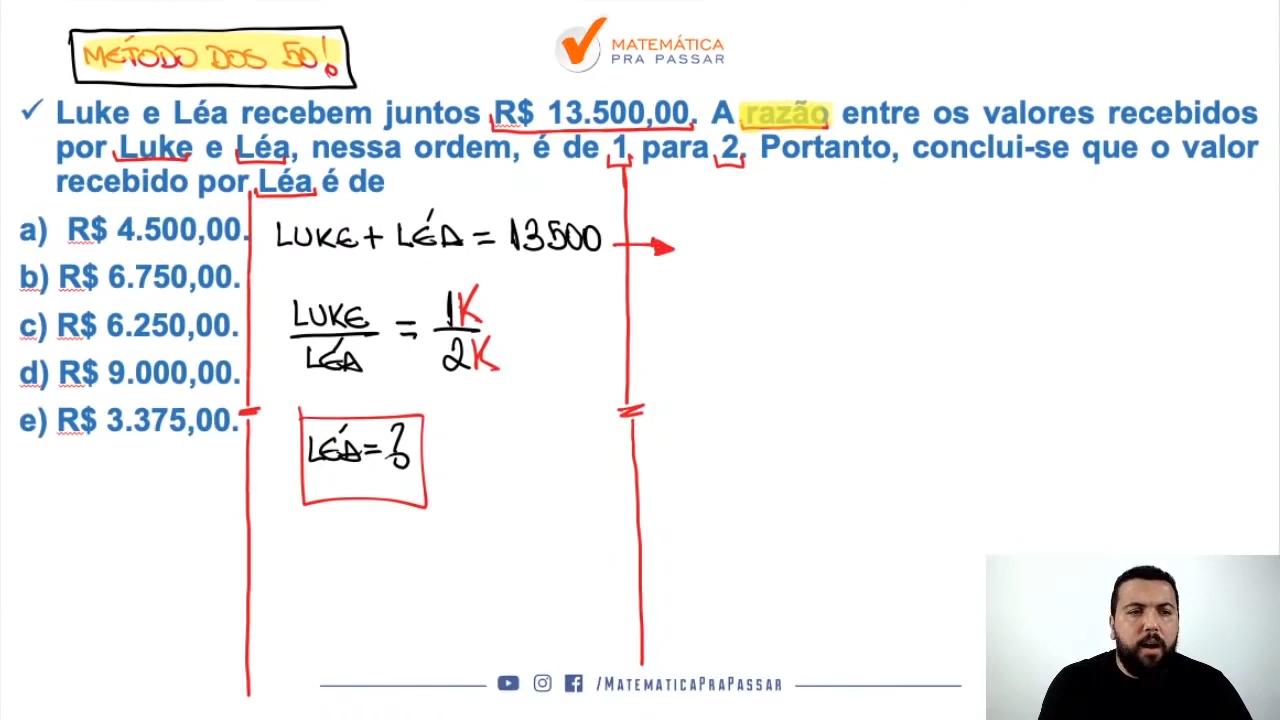 MÉTODO DOS 50!
MATEMÁTICA
PRA PASSAR
✓ Luke e Léa recebem juntos R$ 13.500,00. A razão entre os valores recebidos
por Luke e Léa, nessa ordem, é de 1 para 2. Portanto, conclui-se que o valor
recebido por Léa é de
a) R$ 4.500,00.
b) R$ 6.750,00.
c) R$ 6.250,00.
d) R$ 9.000,00.
e) R$ 3.375,00.
LUKE + LÉA = 13500
LUKE/LÉA = 1K/2K
LÉA = ?
/MATEMATICAPRAPASSAR